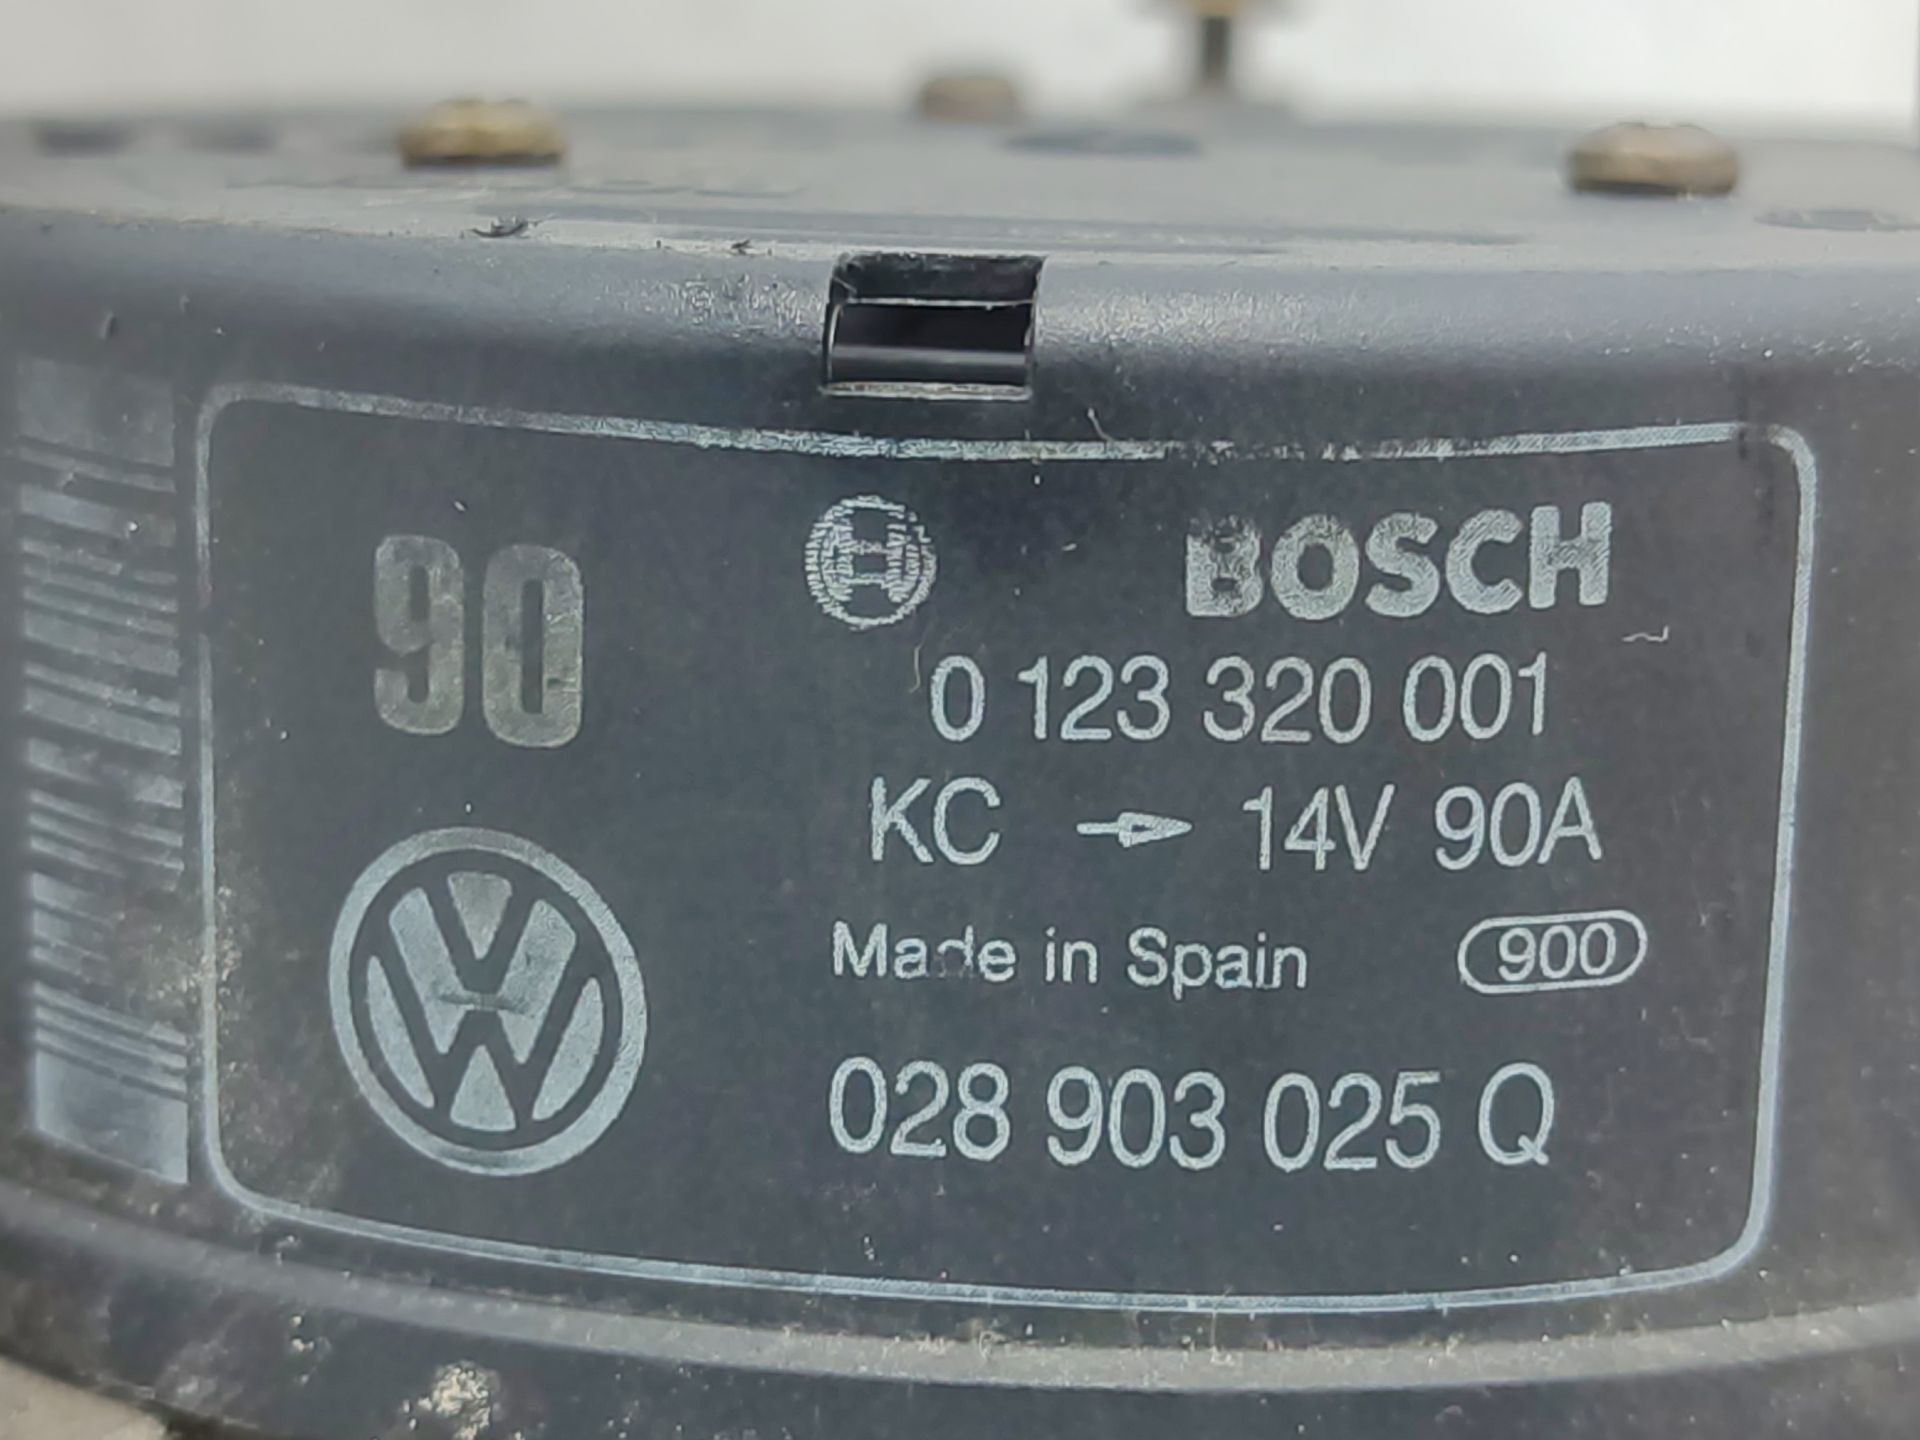 90
BOSCH
0 123 320 001
KC → 14V 90A
Made in Spain 900
028 903 025 Q